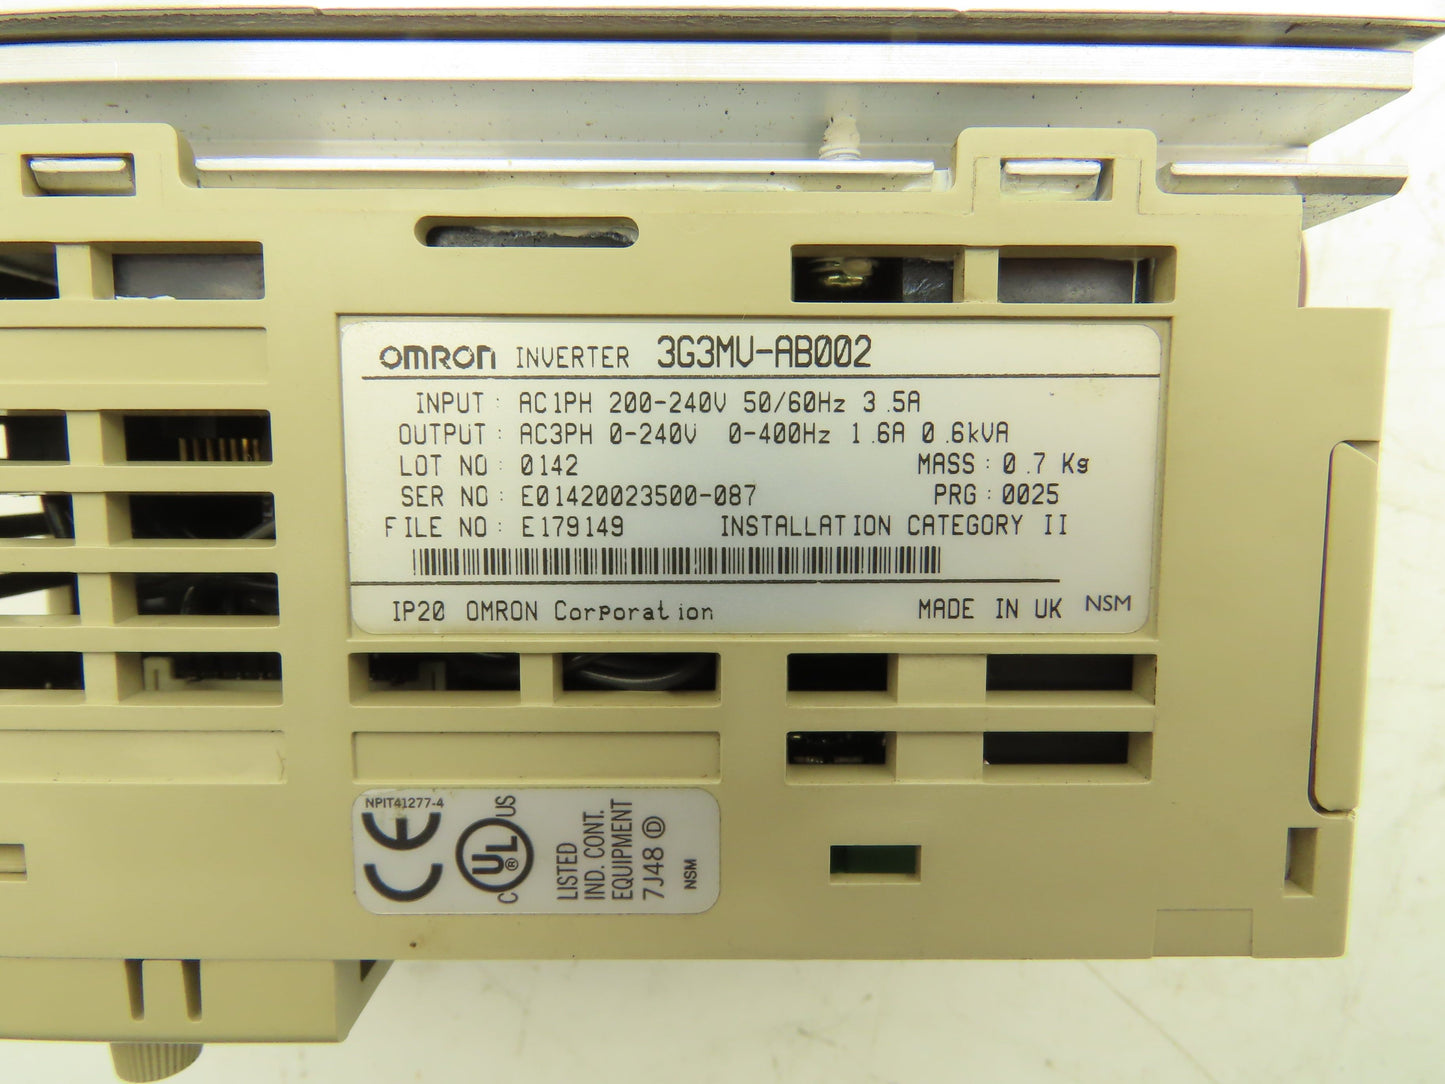 OMRON INVERTER 3G3MV-AB002
INPUT : AC1PH 200-240V 50/60Hz 3.5A
OUTPUT : AC3PH 0-240V 0-400Hz 1.6A 0.6kVA
LOT NO : 0142 MASS : 0.7 Kg
SER NO : E01420023500-087 PRG : 0025
FILE NO : E179149 INSTALLATION CATEGORY II
IP20 OMRON Corporation MADE IN UK NSM
NPIT41277-4
CE
C UL ® US
LISTED
IND. CONT.
EQUIPMENT
7J48 D
NSM